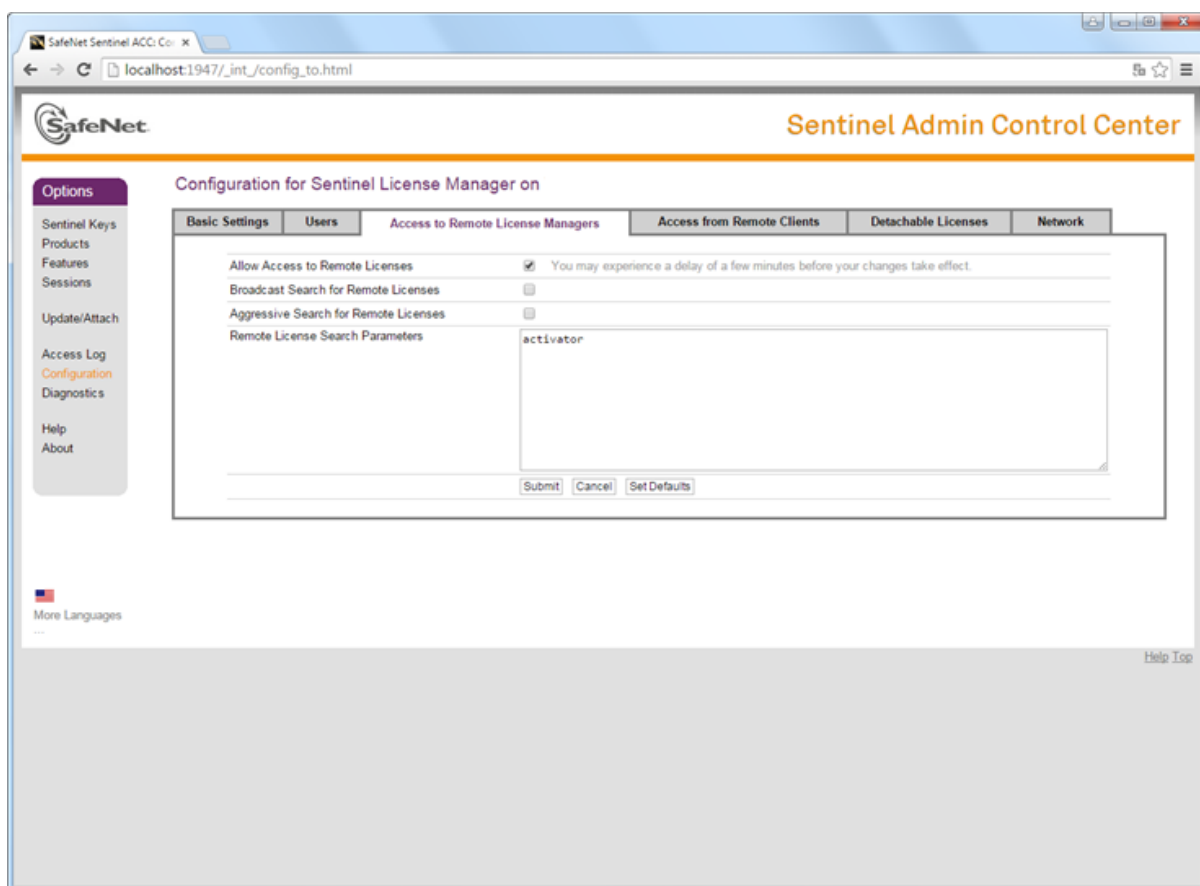 SafeNet Sentinel ACC: Co
localhost:1947/_int_/config_to.html
SafeNet.
Sentinel Admin Control Center
Options
Sentinel Keys
Products
Features
Sessions
Update/Attach
Access Log
Configuration
Diagnostics
Help
About
Configuration for Sentinel License Manager on
Basic Settings Users Access to Remote License Managers Access from Remote Clients Detachable Licenses Network
Allow Access to Remote Licenses You may experience a delay of a few minutes before your changes take effect.
Broadcast Search for Remote Licenses
Aggressive Search for Remote Licenses
Remote License Search Parameters activator
Submit Cancel Set Defaults
More Languages
...
Help Top